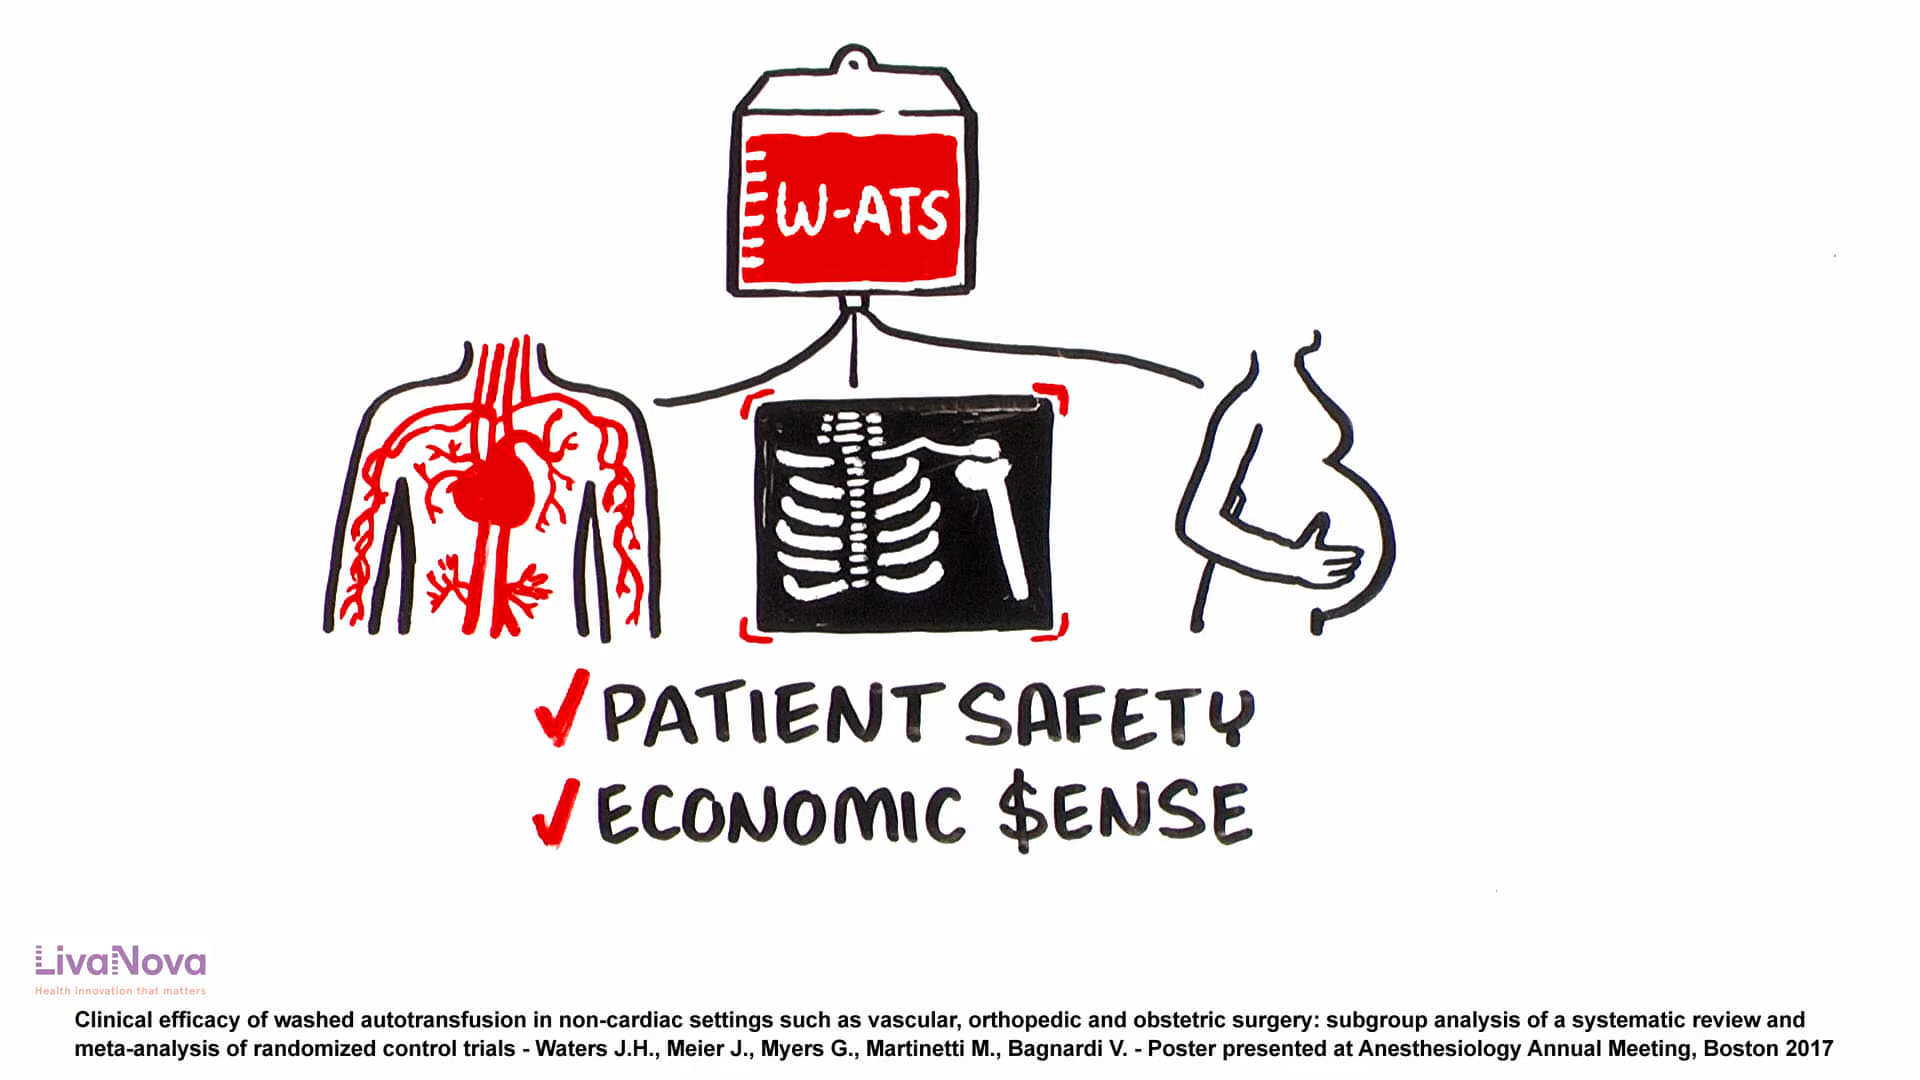 W-ATS
✓ PATIENT SAFETY
✓ ECONOMIC $ENSE
LivaNova
Health innovation that matters
Clinical efficacy of washed autotransfusion in non-cardiac settings such as vascular, orthopedic and obstetric surgery: subgroup analysis of a systematic review and
meta-analysis of randomized control trials - Waters J.H., Meier J., Myers G., Martinetti M., Bagnardi V. - Poster presented at Anesthesiology Annual Meeting, Boston 2017